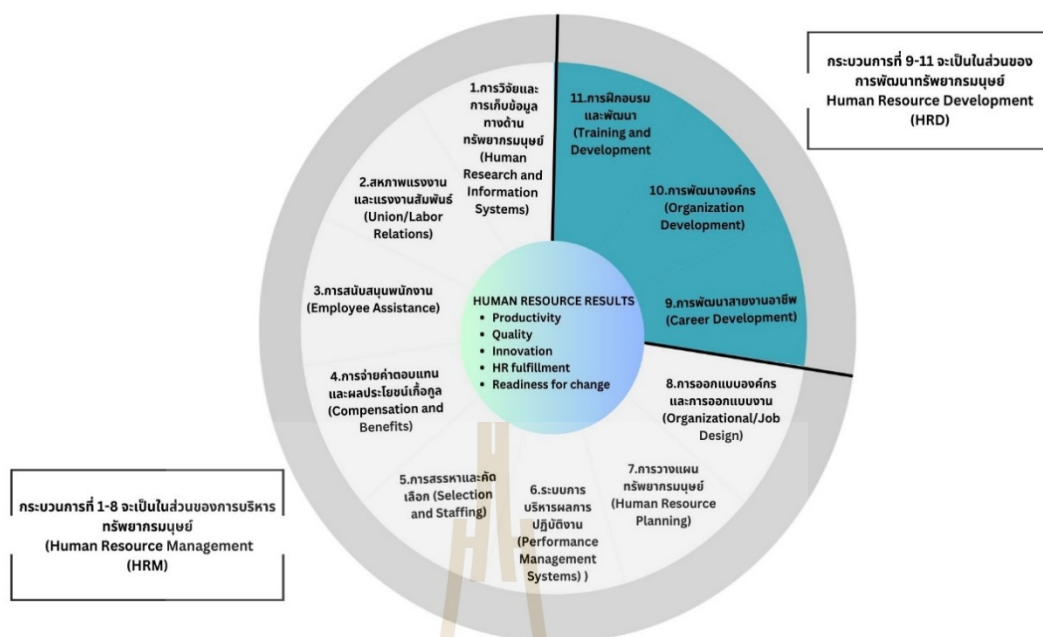 1.การวิจัยและ
การเก็บข้อมูล
ทางด้าน
ทรัพยากรมนุษย์
(Human
Research and
Information
Systems)
2.สหภาพแรงงาน
และแรงงานสัมพันธ์
(Union/Labor
Relations)
3.การสนับสนุนพนักงาน
(Employee Assistance)
4.การจ่ายค่าตอบแทน
และผลประโยชน์เกื้อกูล
(Compensation and
Benefits)
5.การสรรหาและคัด
เลือก (Selection
and Staffing)
6.ระบบการ
บริหารผลการ
ปฏิบัติงาน
(Performance
Management
Systems) )
7.การวางแผน
ทรัพยากรมนุษย์
(Human Resource
Planning)
8.การออกแบบองค์กร
และการออกแบบงาน
(Organizational/Job
Design)
9.การพัฒนาสายงานอาชีพ
(Career Development)
10.การพัฒนาองค์กร
(Organization
Development)
11.การฝึกอบรม
และพัฒนา
(Training and
Development
HUMAN RESOURCE RESULTS
• Productivity
• Quality
• Innovation
• HR fulfillment
• Readiness for change
กระบวนการที่ 9-11 จะเป็นในส่วนของ
การพัฒนาทรัพยากรมนุษย์
Human Resource Development
(HRD)
กระบวนการที่ 1-8 จะเป็นในส่วนของการบริหาร
ทรัพยากรมนุษย์
(Human Resource Management
(HRM)